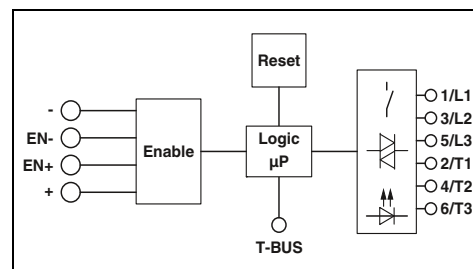 Reset
-
EN-
EN+
+
Enable
Logic
µP
T-BUS
1/L1
3/L2
5/L3
2/T1
4/T2
6/T3